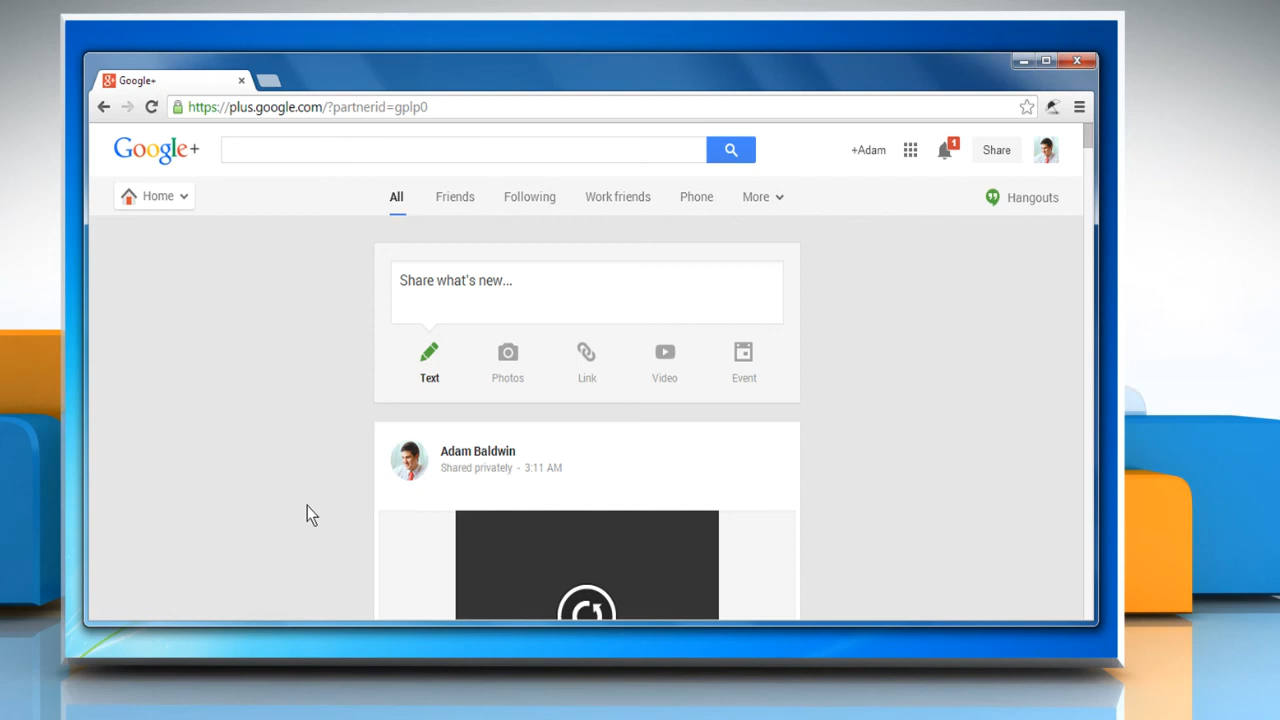 Google+
https://plus.google.com/?partnerid=gplp0
Google+
+Adam
1
Share
Home
All
Friends
Following
Work friends
Phone
More
Hangouts
Share what's new...
Text
Photos
Link
Video
Event
Adam Baldwin
Shared privately - 3:11 AM